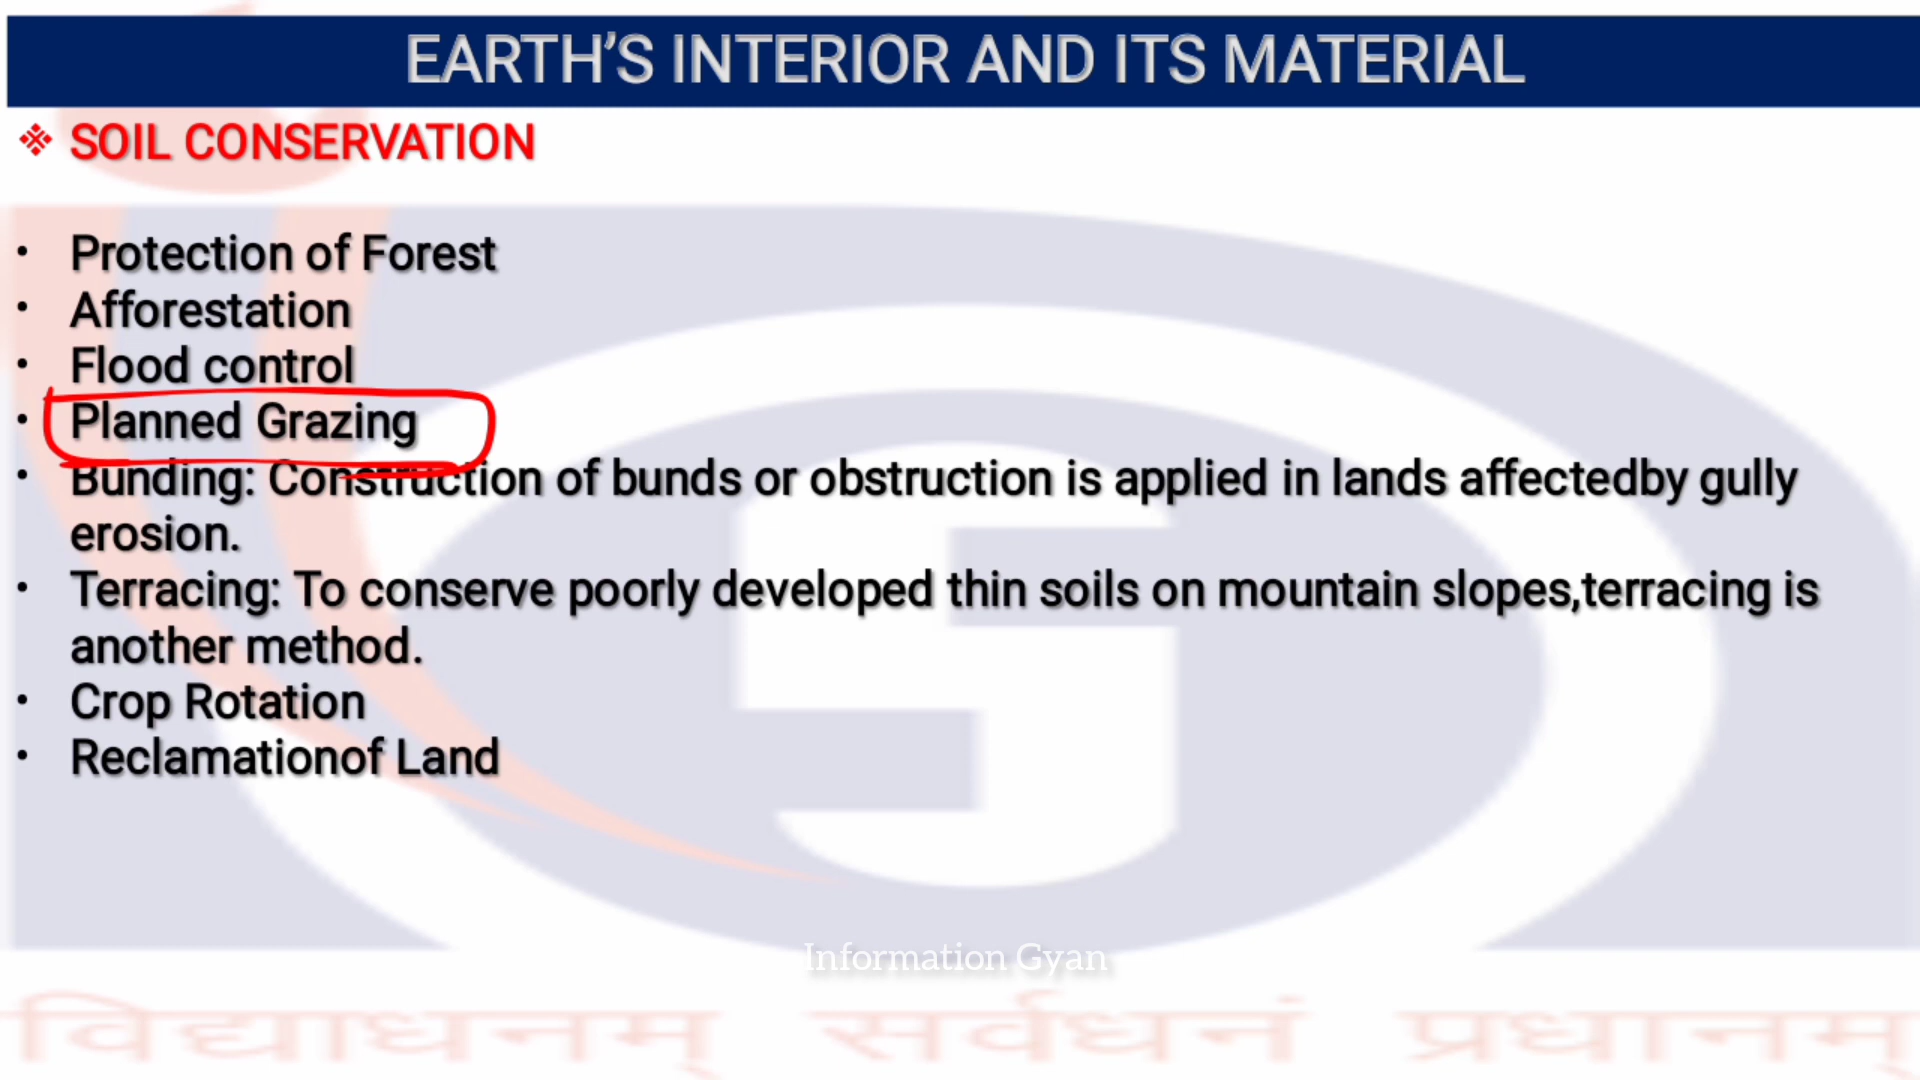 EARTH’S INTERIOR AND ITS MATERIAL
❖ SOIL CONSERVATION
• Protection of Forest
• Afforestation
• Flood control
• Planned Grazing
• Bunding: Construction of bunds or obstruction is applied in lands affectedby gully
erosion.
• Terracing: To conserve poorly developed thin soils on mountain slopes,terracing is
another method.
• Crop Rotation
• Reclamationof Land
Information Gyan
विद्याधनम् सर्वधनं प्रधानम्